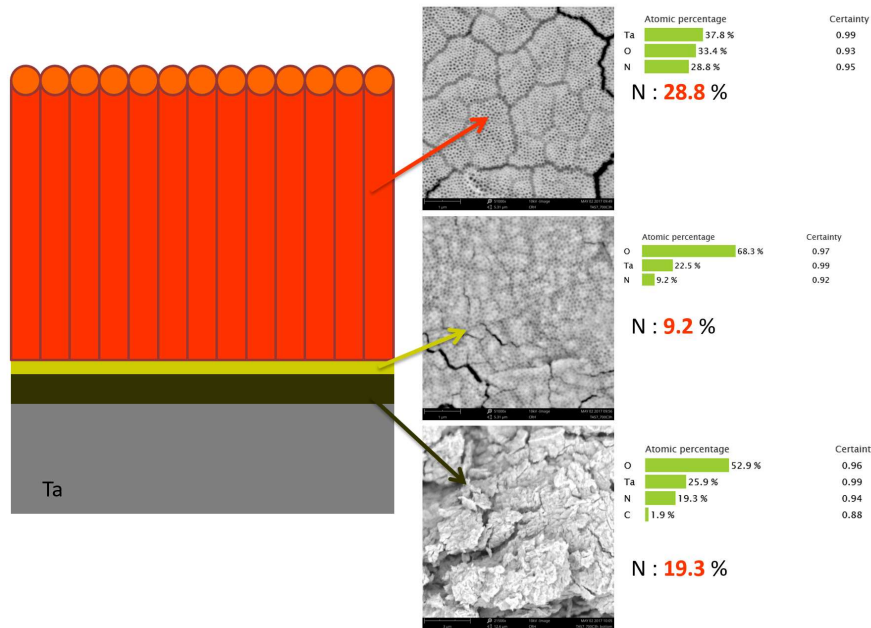 Atomic percentage Certainty
Ta 37.8 % 0.99
O 33.4 % 0.93
N 28.8 % 0.95
N : 28.8 %
Atomic percentage Certainty
O 68.3 % 0.97
Ta 22.5 % 0.99
N 9.2 % 0.92
N : 9.2 %
Atomic percentage Certaint
O 52.9 % 0.96
Ta 25.9 % 0.99
N 19.3 % 0.94
C 1.9 % 0.88
N : 19.3 %
Ta